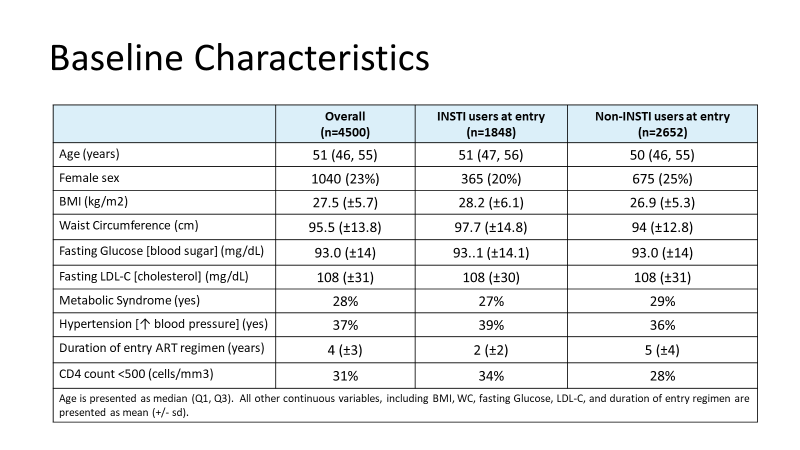 Baseline Characteristics
Overall INSTI users at entry Non-INSTI users at entry
(n=4500) (n=1848) (n=2652)
Age (years) 51 (46, 55) 51 (47, 56) 50 (46, 55)
Female sex 1040 (23%) 365 (20%) 675 (25%)
BMI (kg/m2) 27.5 (±5.7) 28.2 (±6.1) 26.9 (±5.3)
Waist Circumference (cm) 95.5 (±13.8) 97.7 (±14.8) 94 (±12.8)
Fasting Glucose [blood sugar] (mg/dL) 93.0 (±14) 93..1 (±14.1) 93.0 (±14)
Fasting LDL-C [cholesterol] (mg/dL) 108 (±31) 108 (±30) 108 (±31)
Metabolic Syndrome (yes) 28% 27% 29%
Hypertension [↑ blood pressure] (yes) 37% 39% 36%
Duration of entry ART regimen (years) 4 (±3) 2 (±2) 5 (±4)
CD4 count <500 (cells/mm3) 31% 34% 28%
Age is presented as median (Q1, Q3). All other continuous variables, including BMI, WC, fasting Glucose, LDL-C, and duration of entry regimen are
presented as mean (+/- sd).